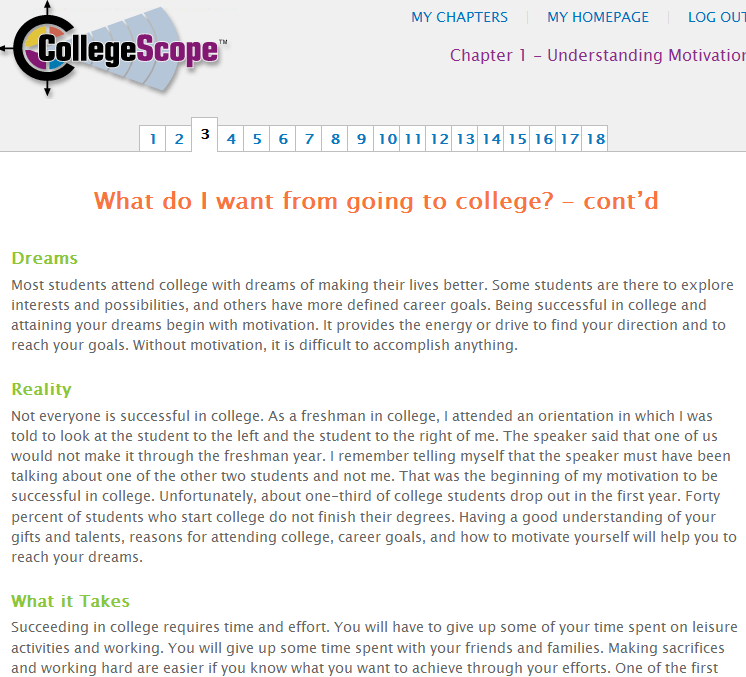 MY CHAPTERS MY HOMEPAGE LOG OUT
CollegeScope™
Chapter 1 – Understanding Motivation
1 2 3 4 5 6 7 8 9 10 11 12 13 14 15 16 17 18
What do I want from going to college? – cont’d
Dreams
Most students attend college with dreams of making their lives better. Some students are there to explore
interests and possibilities, and others have more defined career goals. Being successful in college and
attaining your dreams begin with motivation. It provides the energy or drive to find your direction and to
reach your goals. Without motivation, it is difficult to accomplish anything.
Reality
Not everyone is successful in college. As a freshman in college, I attended an orientation in which I was
told to look at the student to the left and the student to the right of me. The speaker said that one of us
would not make it through the freshman year. I remember telling myself that the speaker must have been
talking about one of the other two students and not me. That was the beginning of my motivation to be
successful in college. Unfortunately, about one-third of college students drop out in the first year. Forty
percent of students who start college do not finish their degrees. Having a good understanding of your
gifts and talents, reasons for attending college, career goals, and how to motivate yourself will help you to
reach your dreams.
What it Takes
Succeeding in college requires time and effort. You will have to give up some of your time spent on leisure
activities and working. You will give up some time spent with your friends and families. Making sacrifices
and working hard are easier if you know what you want to achieve through your efforts. One of the first